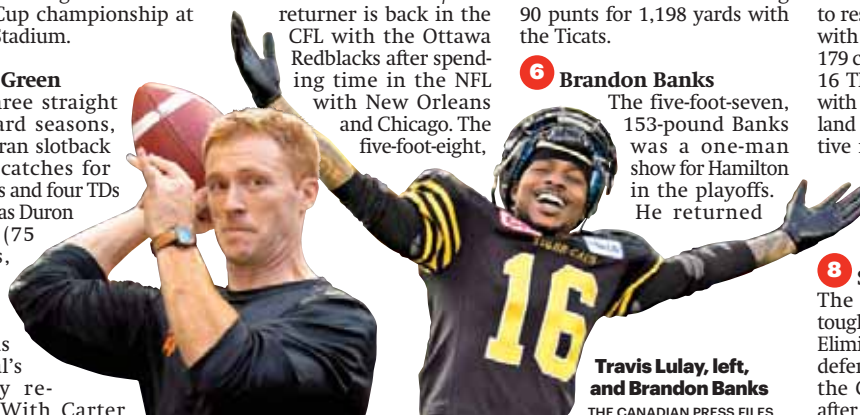 Cup championship at
Stadium.
Green
ree straight
ard seasons,
ran slotback
catches for
s and four TDs
as Duron
(75
s,
s
l's
y re-
With Carter
returner is back in the
CFL with the Ottawa
Redblacks after spend-
ing time in the NFL
with New Orleans
and Chicago. The
five-foot-eight,
90 punts for 1,198 yards with
the Ticats.
6 Brandon Banks
The five-foot-seven,
153-pound Banks
was a one-man
show for Hamilton
in the playoffs.
He returned
TIGER-CATS
16
Travis Lulay, left,
and Brandon Banks
THE CANADIAN PRESS FILES
to re
with
179 c
16 T
with
land
tive
8
The
toug
Elimi
defer
the
after